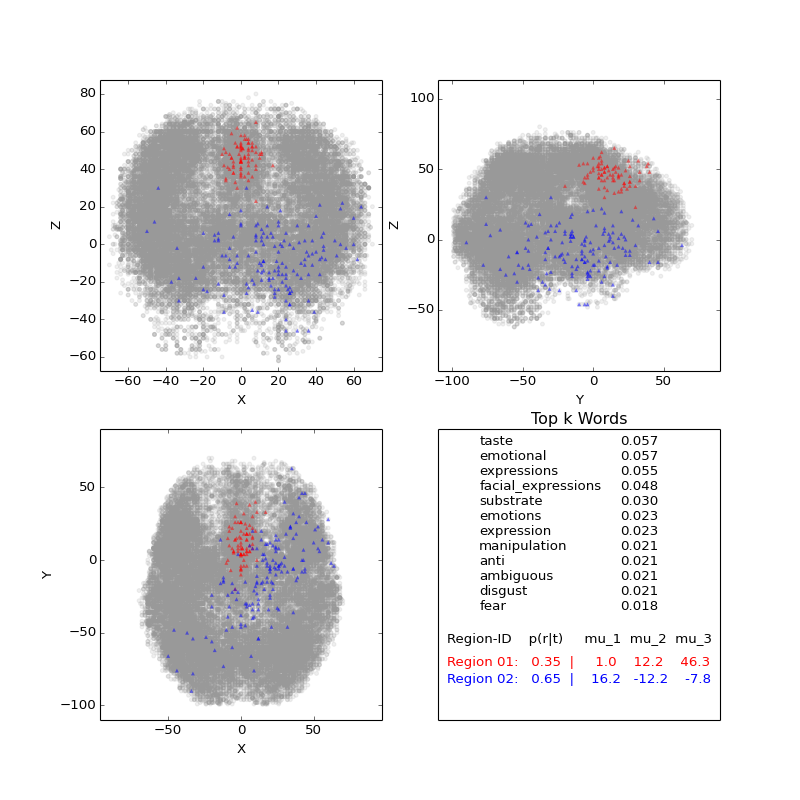 80
60
40
20
0
−20
−40
−60
Z
−60 −40 −20 0 20 40 60
X
100
50
0
−50
Z
−100 −50 0 50
Y
50
0
−50
−100
Y
−50 0 50
X
Top k Words
taste 0.057
emotional 0.057
expressions 0.055
facial_expressions 0.048
substrate 0.030
emotions 0.023
expression 0.023
manipulation 0.021
anti 0.021
ambiguous 0.021
disgust 0.021
fear 0.018
Region-ID p(r|t) mu_1 mu_2 mu_3
Region 01: 0.35 | 1.0 12.2 46.3
Region 02: 0.65 | 16.2 -12.2 -7.8